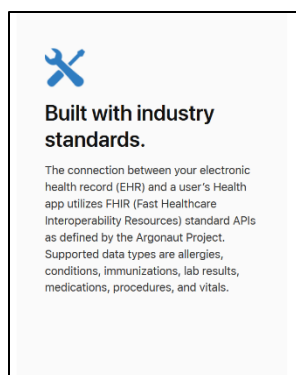 Built with industry
standards.
The connection between your electronic
health record (EHR) and a user's Health
app utilizes FHIR (Fast Healthcare
Interoperability Resources) standard APIs
as defined by the Argonaut Project.
Supported data types are allergies,
conditions, immunizations, lab results,
medications, procedures, and vitals.